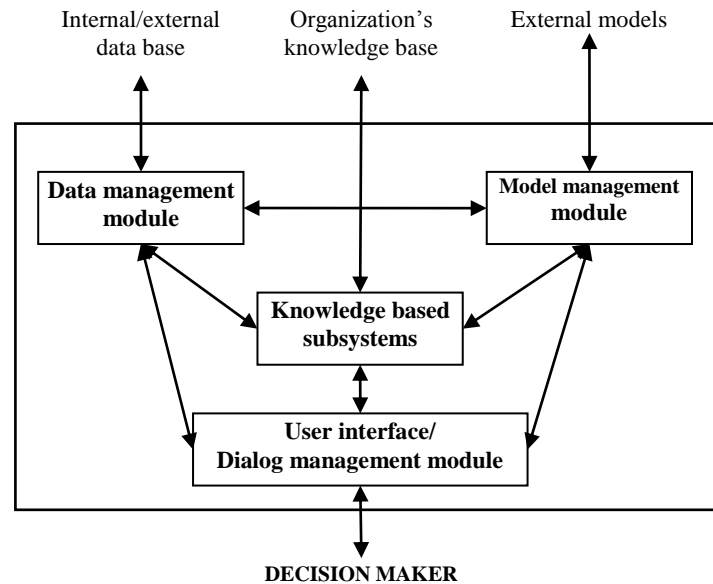 Internal/external
data base
Organization’s
knowledge base
External models
Data management
module
Model management
module
Knowledge based
subsystems
User interface/
Dialog management module
DECISION MAKER